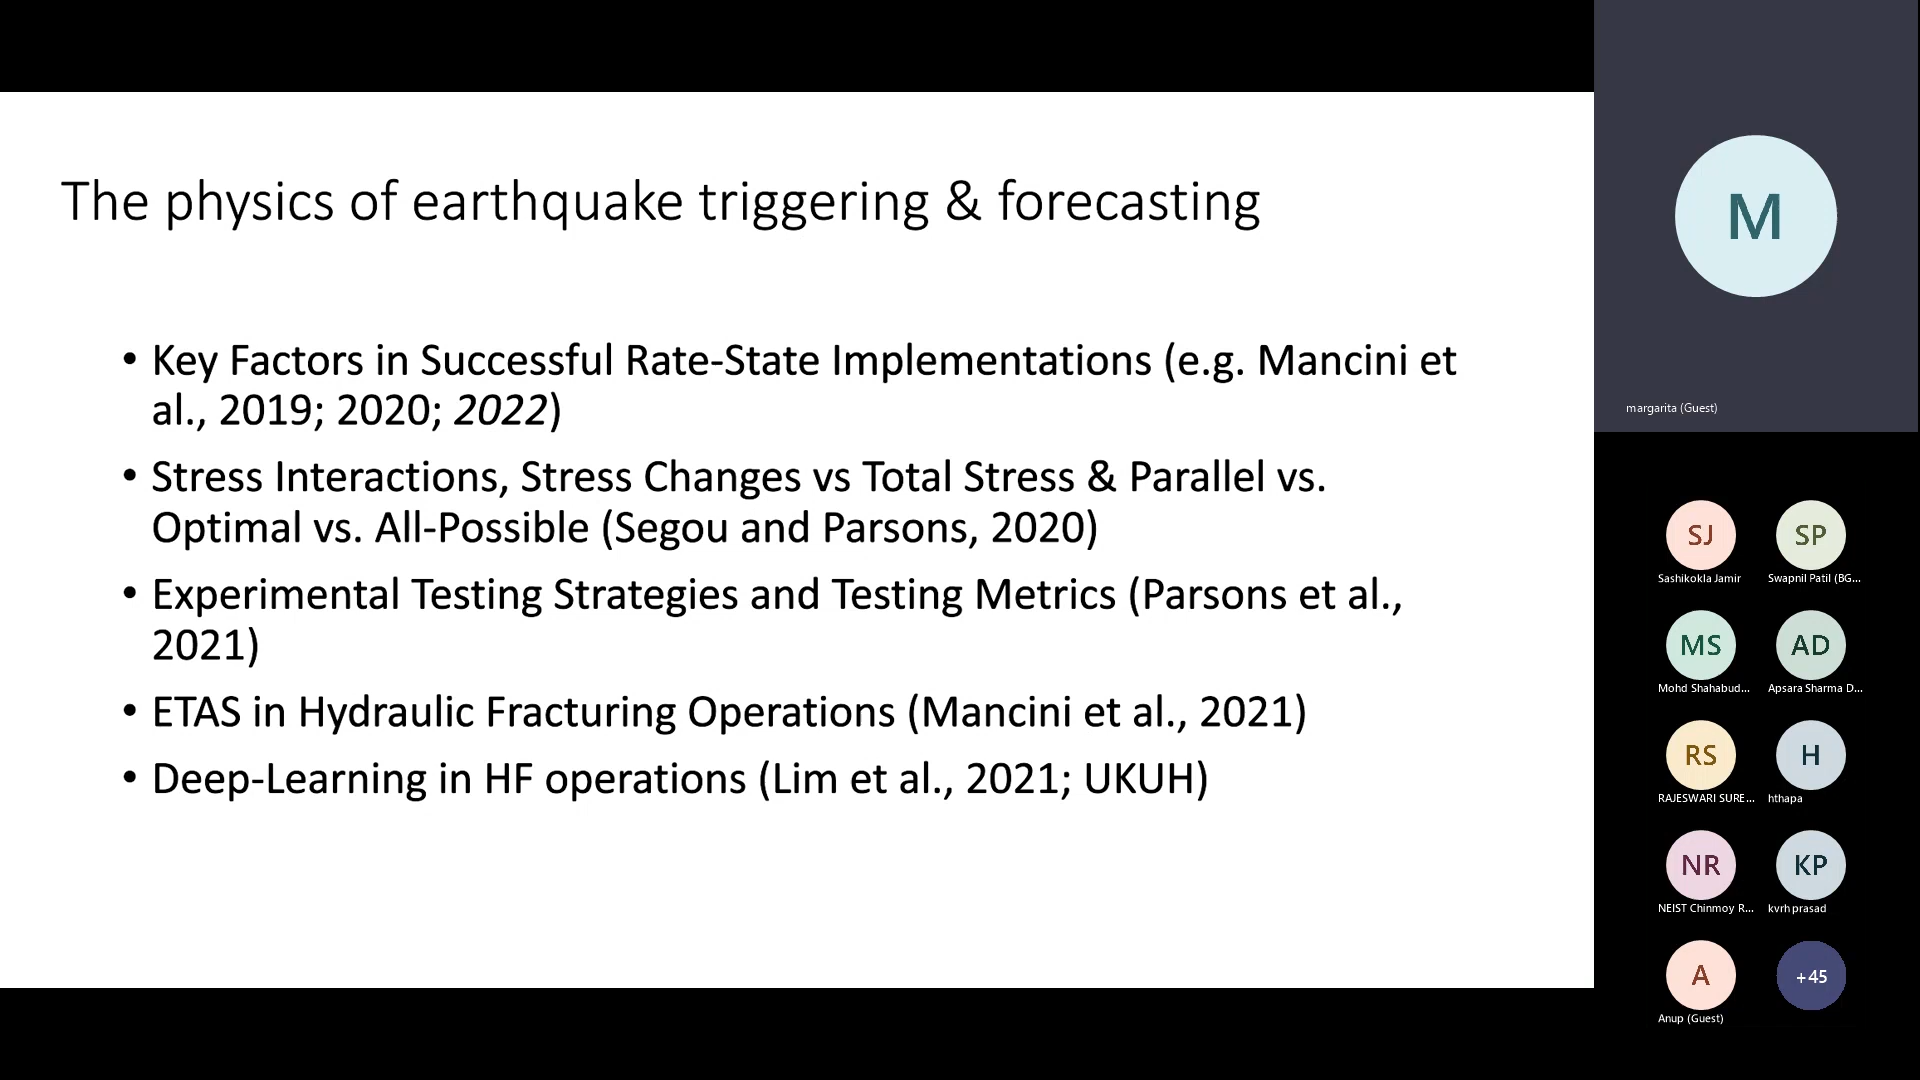 The physics of earthquake triggering & forecasting
• Key Factors in Successful Rate-State Implementations (e.g. Mancini et
al., 2019; 2020; 2022)
• Stress Interactions, Stress Changes vs Total Stress & Parallel vs.
Optimal vs. All-Possible (Segou and Parsons, 2020)
• Experimental Testing Strategies and Testing Metrics (Parsons et al.,
2021)
• ETAS in Hydraulic Fracturing Operations (Mancini et al., 2021)
• Deep-Learning in HF operations (Lim et al., 2021; UKUH)
M
margarita (Guest)
SJ
SP
Sashikokla Jamir
Swapnil Patil (BG...
MS
AD
Mohd Shahabud...
Apsara Sharma D...
RS
H
RAJESWARI SURE...
hthapa
NR
KP
NEIST Chinmoy R...
kvrh prasad
A
+45
Anup (Guest)